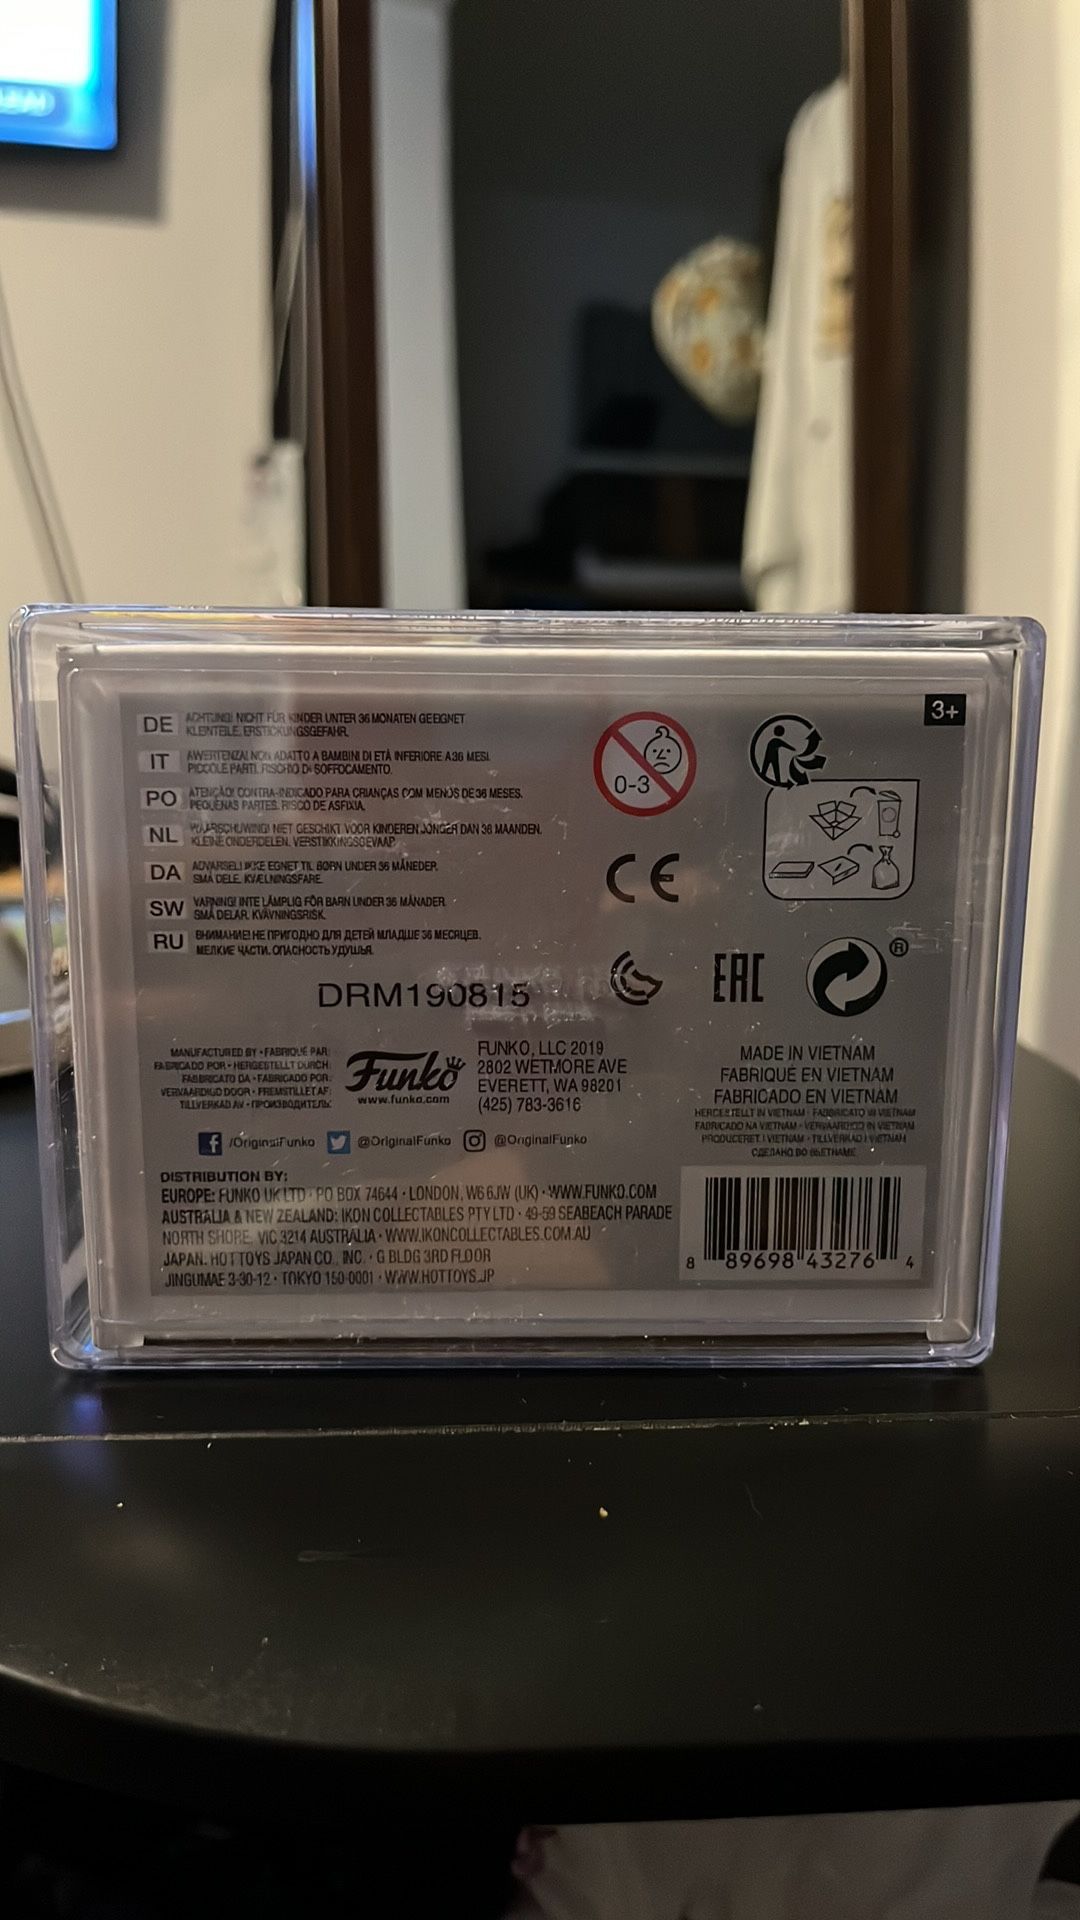 3+
DE ACHTUNG! NICHT FÜR KINDER UNTER 36 MONATEN GEEIGNET
KLEINTEILE, ERSTICKUNGSGEFAHR.
IT AVVERTENZA! NON ADATTO A BAMBINI DI ETÀ INFERIORE A 36 MESI.
PICCOLE PARTI. RISCHIO DI SOFFOCAMENTO.
PO ATENÇÃO! CONTRA-INDICADO PARA CRIANÇAS COM MENOS DE 36 MESES.
PEQUENAS PARTES. RISCO DE ASFIXIA.
NL WAARSCHUWING! NIET GESCHIKT VOOR KINDEREN JONGER DAN 36 MAANDEN.
KLEINE ONDERDELEN. VERSTIKKINGSGEVAAR.
DA ADVARSEL! IKKE EGNET TIL BØRN UNDER 36 MÅNEDER.
SMÅ DELE. KVÆLNINGSFARE.
SW VARNING! INTE LÄMPLIG FÖR BARN UNDER 36 MÅNADER.
SMÅ DELAR. KVÄVNINGSRISK.
RU ВНИМАНИЕ! НЕ ПРИГОДНО ДЛЯ ДЕТЕЙ МЛАДШЕ 36 МЕСЯЦЕВ.
МЕЛКИЕ ЧАСТИ. ОПАСНОСТЬ УДУШЬЯ.
0-3
CE
EAC
®
DRM190815
MANUFACTURED BY • FABRIQUÉ PAR:
FABRICADO POR • HERGESTELLT DURCH:
FABBRICATO DA • FABRICADO POR:
VERVAARDIGD DOOR • FREMSTILLET AF:
TILLVERKAD AV • ПРОИЗВОДИТЕЛЬ:
Funko
www.funko.com
FUNKO, LLC 2019
2802 WETMORE AVE
EVERETT, WA 98201
(425) 783-3616
MADE IN VIETNAM
FABRIQUÉ EN VIETNAM
FABRICADO EN VIETNAM
HERGESTELLT IN VIETNAM • FABBRICATO IN VIETNAM
FABRICADO NA VIETNAM • VERVAARDIGD IN VIETNAM
PRODUCERET I VIETNAM • TILLVERKAD I VIETNAM
СДЕЛАНО ВО ВЬЕТНАМЕ
/OriginalFunko @OriginalFunko @OriginalFunko
DISTRIBUTION BY:
EUROPE: FUNKO UK LTD • PO BOX 74644 • LONDON, W6 6JW (UK) • WWW.FUNKO.COM
AUSTRALIA & NEW ZEALAND: IKON COLLECTABLES PTY LTD • 49-59 SEABEACH PARADE
NORTH SHORE, VIC 3214 AUSTRALIA • WWW.IKONCOLLECTABLES.COM.AU
JAPAN: HOT TOYS JAPAN CO., INC. • G BLDG 3RD FLOOR
JINGUMAE 3-30-12 • TOKYO 150-0001 • WWW.HOTTOYS.JP
8 89698 43276 4